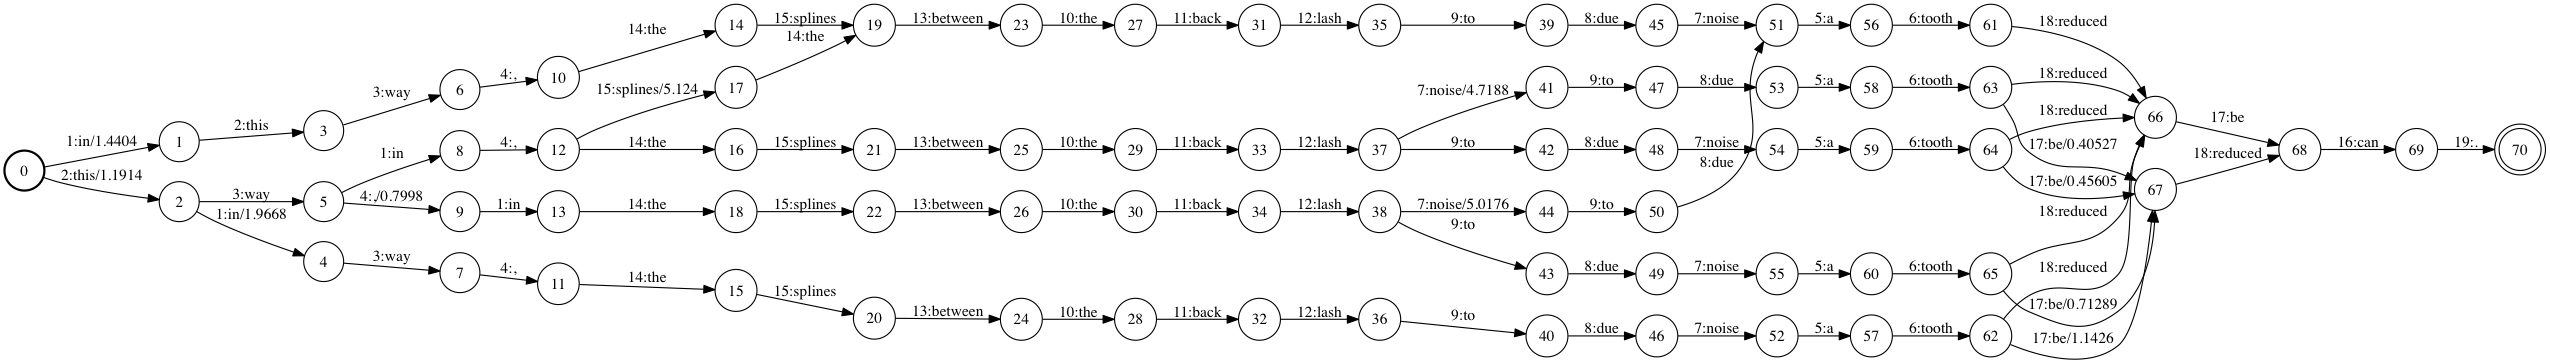 14:the 14 15:splines 19 13:between 23 10:the 27 11:back 31 12:lash 35 9:to 39 8:due 45 7:noise 51 5:a 56 6:tooth 61 18:reduced
14:the
3:way 6 4:, 10 15:splines/5.124 17 7:noise/4.7188 41 9:to 47 8:due 53 5:a 58 6:tooth 63 18:reduced
66 17:be
0 1:in/1.4404 1 2:this 3 18:reduced
1:in 8 4:, 12 14:the 16 15:splines 21 13:between 25 10:the 29 11:back 33 12:lash 37 9:to 42 8:due 48 7:noise 54 5:a 59 6:tooth 64 17:be/0.40527 18:reduced 68 16:can 69 19:. 70
8:due
2:this/1.1914 17:be/0.45605 67
2 3:way 5 4:,/0.7998 9 1:in 13 14:the 18 15:splines 22 13:between 26 10:the 30 11:back 34 12:lash 38 7:noise/5.0176 44 9:to 50 18:reduced
1:in/1.9668 9:to
4 3:way 7 4:, 11 14:the 15 15:splines 43 8:due 49 7:noise 55 5:a 60 6:tooth 65 18:reduced
17:be/0.71289
20 13:between 24 10:the 28 11:back 32 12:lash 36 9:to 40 8:due 46 7:noise 52 5:a 57 6:tooth 62 17:be/1.1426